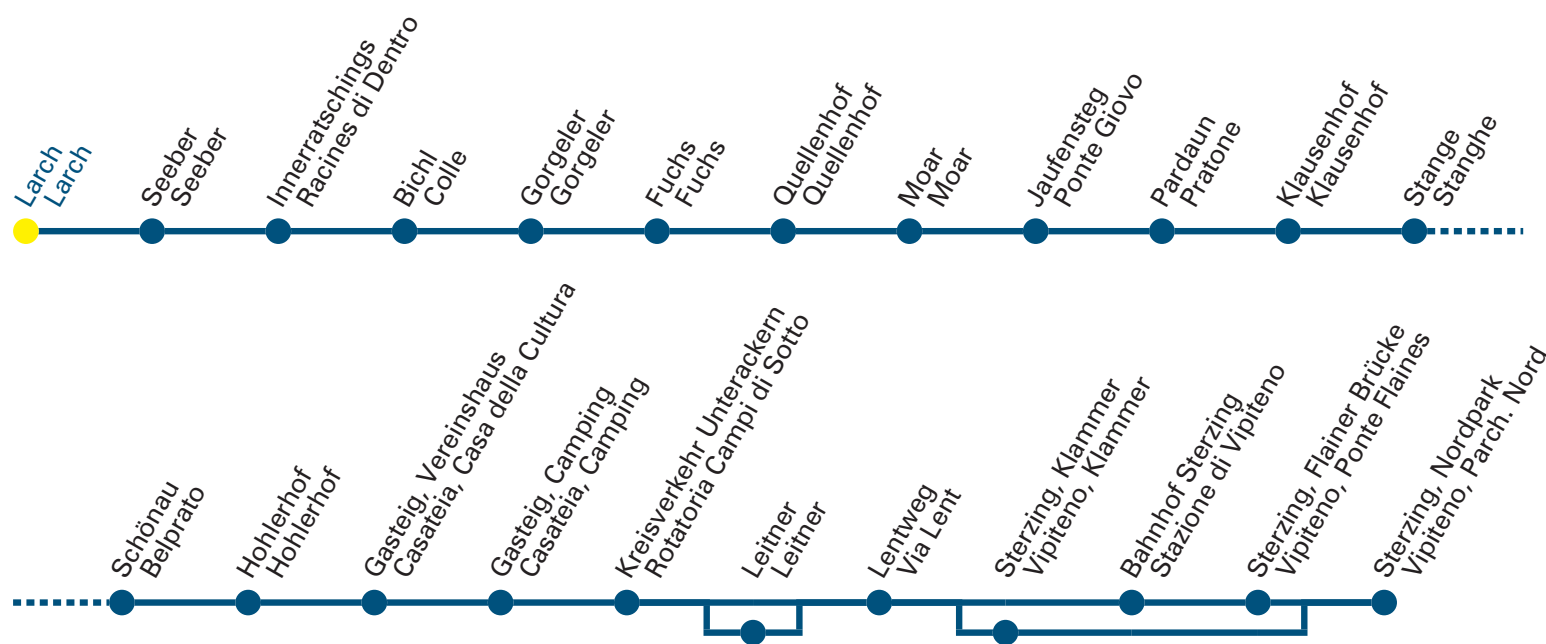 Larch
Larch
Seeber
Seeber
Innerratschings
Racines di Dentro
Bichl
Colle
Gorgeler
Gorgeler
Fuchs
Fuchs
Quellenhof
Quellenhof
Moar
Moar
Jaufensteg
Ponte Giovo
Pardaun
Pratone
Klausenhof
Klausenhof
Stange
Stanghe
Schönau
Belprato
Hohlerhof
Hohlerhof
Gasteig, Vereinshaus
Casateia, Casa della Cultura
Gasteig, Camping
Casateia, Camping
Kreisverkehr Unterackern
Rotatoria Campi di Sotto
Leitner
Leitner
Lentweg
Via Lent
Sterzing, Klammer
Vipiteno, Klammer
Bahnhof Sterzing
Stazione di Vipiteno
Sterzing, Flainer Brücke
Vipiteno, Ponte Flaines
Sterzing, Nordpark
Vipiteno, Parch. Nord